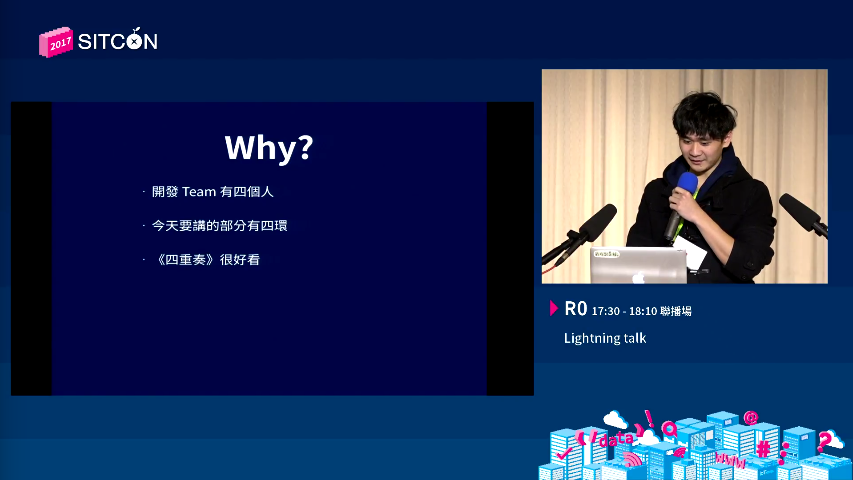 2017 SITCON
Why?
· 開發 Team 有四個人
· 今天要講的部分有四環
· 《四重奏》很好看
R0 17:30 - 18:10 聯播場
Lightning talk
data
@
WWW
#
?